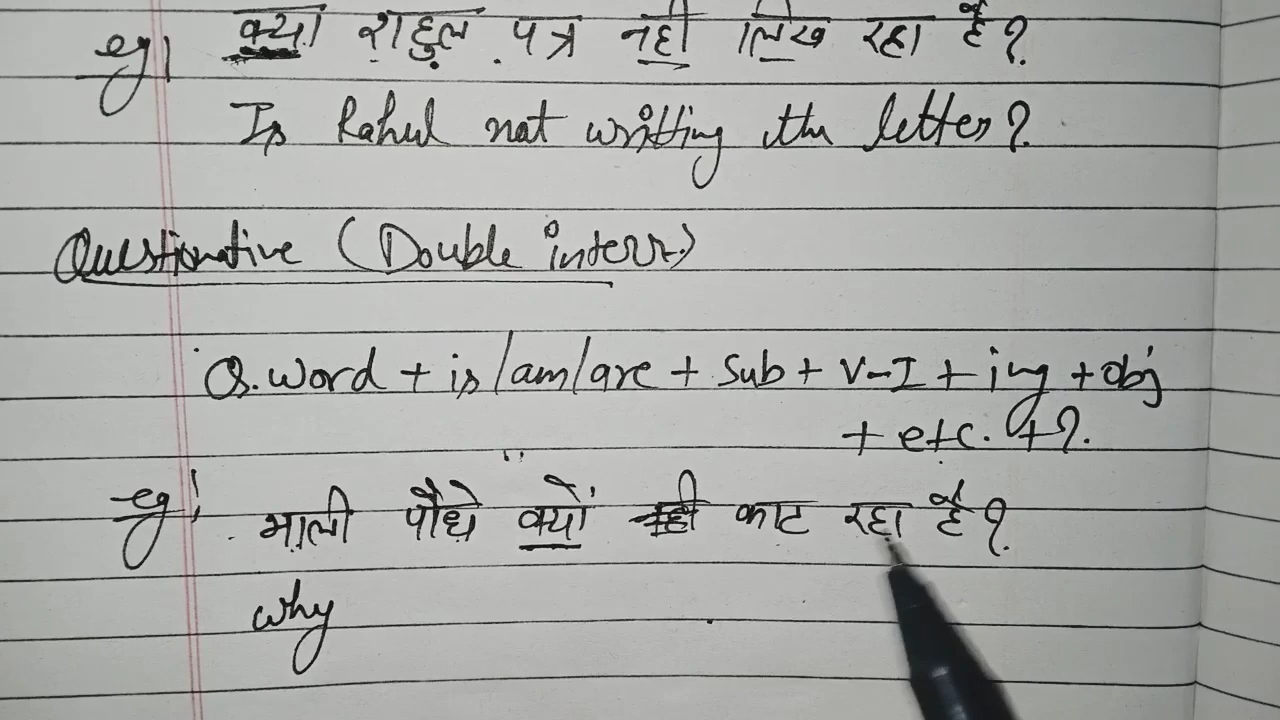 eg। क्या राहुल पत्र नही लिख रहा है?
Is Rahul not writting the letter?
Questionative (Double interr.)
Q.word + is/am/are + Sub + V-I + ing + obj
+ etc. + ?.
eg! माली पौधे क्यों नही काट रहा है?
why